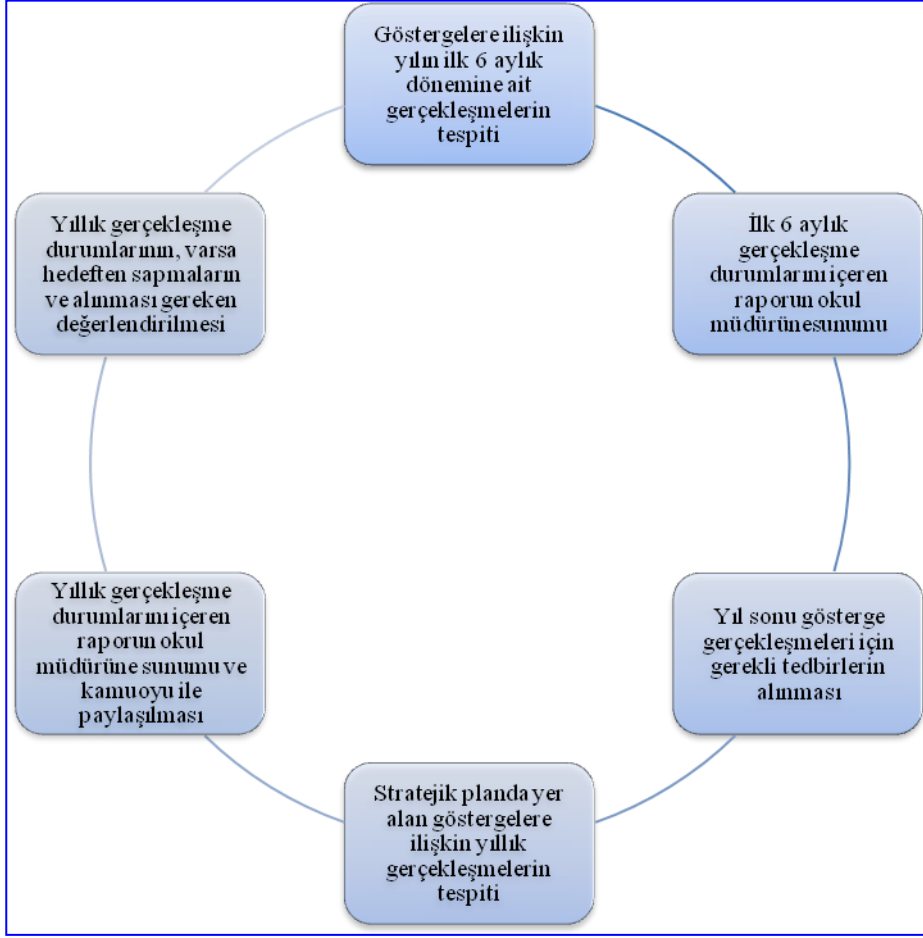 Göstergelere ilişkin
yılın ilk 6 aylık
dönemine ait
gerçekleşmelerin
tespiti
İlk 6 aylık
gerçekleşme
durumlarını içeren
raporun okul
müdürünesunumu
Yıl sonu gösterge
gerçekleşmeleri için
gerekli tedbirlerin
alınması
Stratejik planda yer
alan göstergelere
ilişkin yıllık
gerçekleşmelerin
tespiti
Yıllık gerçekleşme
durumlarını içeren
raporun okul
müdürüne sunumu ve
kamuoyu ile
paylaşılması
Yıllık gerçekleşme
durumlarının, varsa
hedeften sapmaların
ve alınması gereken
değerlendirilmesi